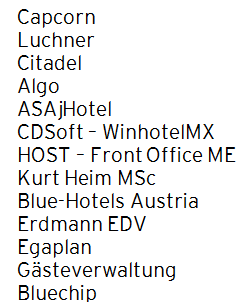 Capcorn
Luchner
Citadel
Algo
ASAjHotel
CDSoft – WinhotelMX
HOST – Front Office ME
Kurt Heim MSc
Blue-Hotels Austria
Erdmann EDV
Egaplan
Gästeverwaltung
Bluechip